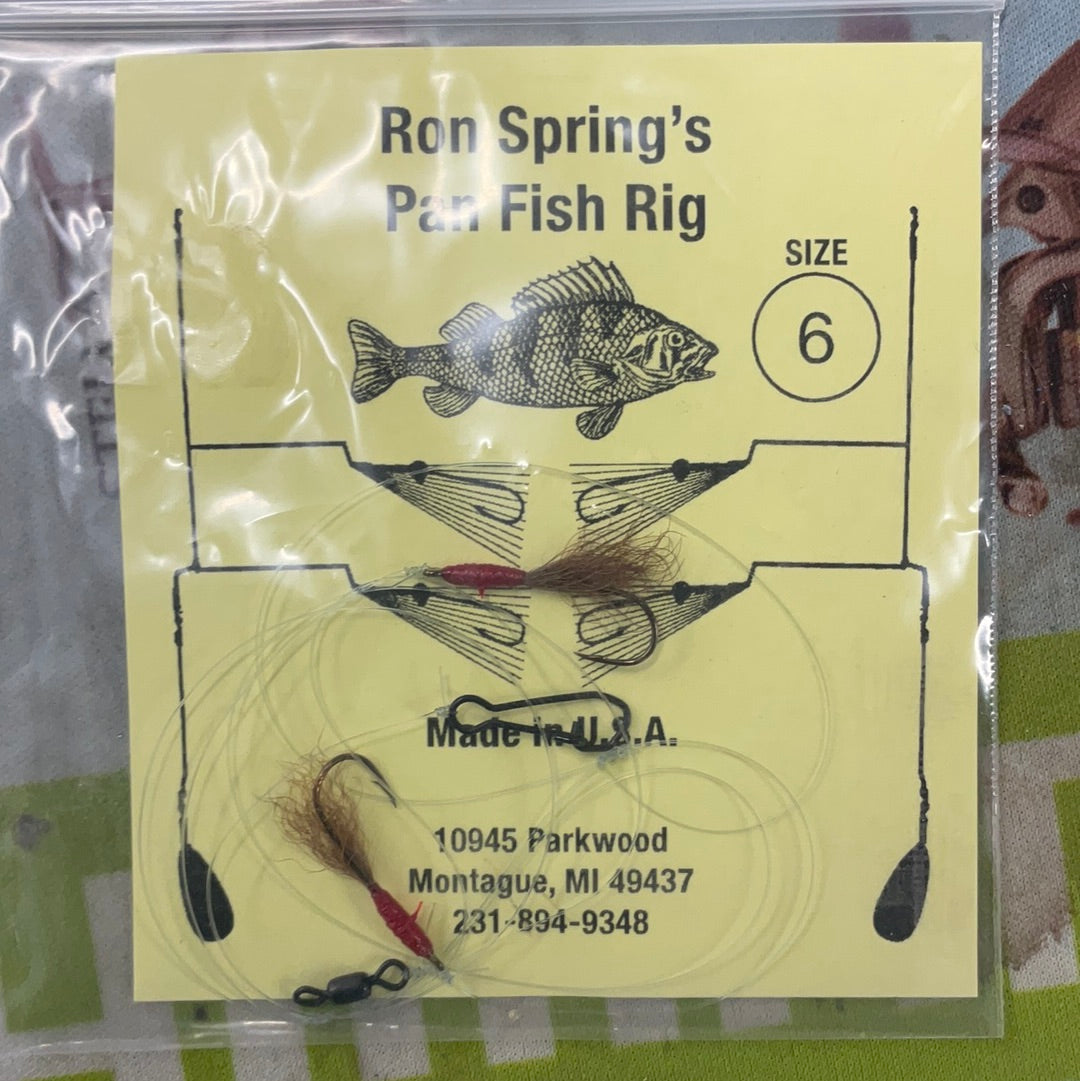 Ron Spring's
Pan Fish Rig
SIZE
6
Made in U.S.A.
10945 Parkwood
Montague, MI 49437
231-894-9348